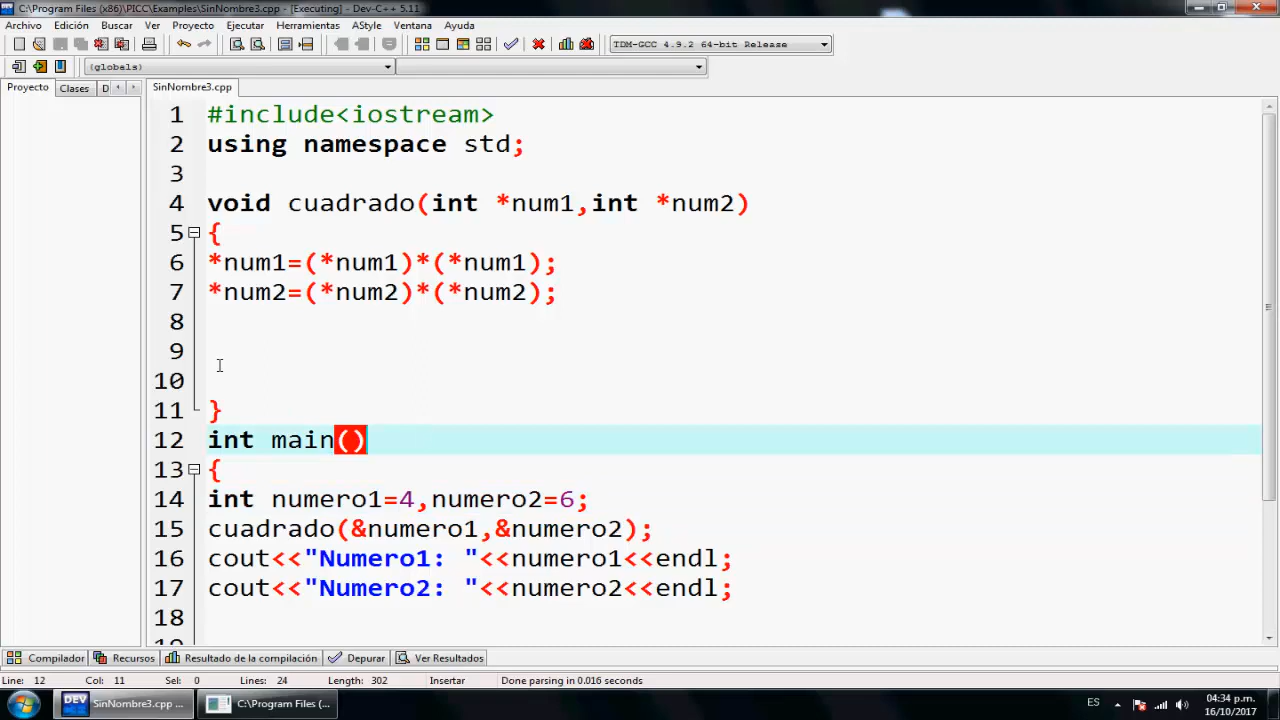 C:\Program Files (x86)\PICC\Examples\SinNombre3.cpp - [Executing] - Dev-C++ 5.11
Archivo Edición Buscar Ver Proyecto Ejecutar Herramientas AStyle Ventana Ayuda
TDM-GCC 4.9.2 64-bit Release
(globals)
Proyecto Clases D SinNombre3.cpp
1 #include<iostream>
2 using namespace std;
3
4 void cuadrado(int *num1,int *num2)
5 {
6 *num1=(*num1)*(*num1);
7 *num2=(*num2)*(*num2);
8
9
10
11 }
12 int main()
13 {
14 int numero1=4,numero2=6;
15 cuadrado(&numero1,&numero2);
16 cout<<"Numero1: "<<numero1<<endl;
17 cout<<"Numero2: "<<numero2<<endl;
18
Compilador Recursos Resultado de la compilación Depurar Ver Resultados
Line: 12 Col: 11 Sel: 0 Lines: 24 Length: 302 Insertar Done parsing in 0.016 seconds
DEV SinNombre3.cpp ... C:\Program Files (... ES 04:34 p.m.
16/10/2017